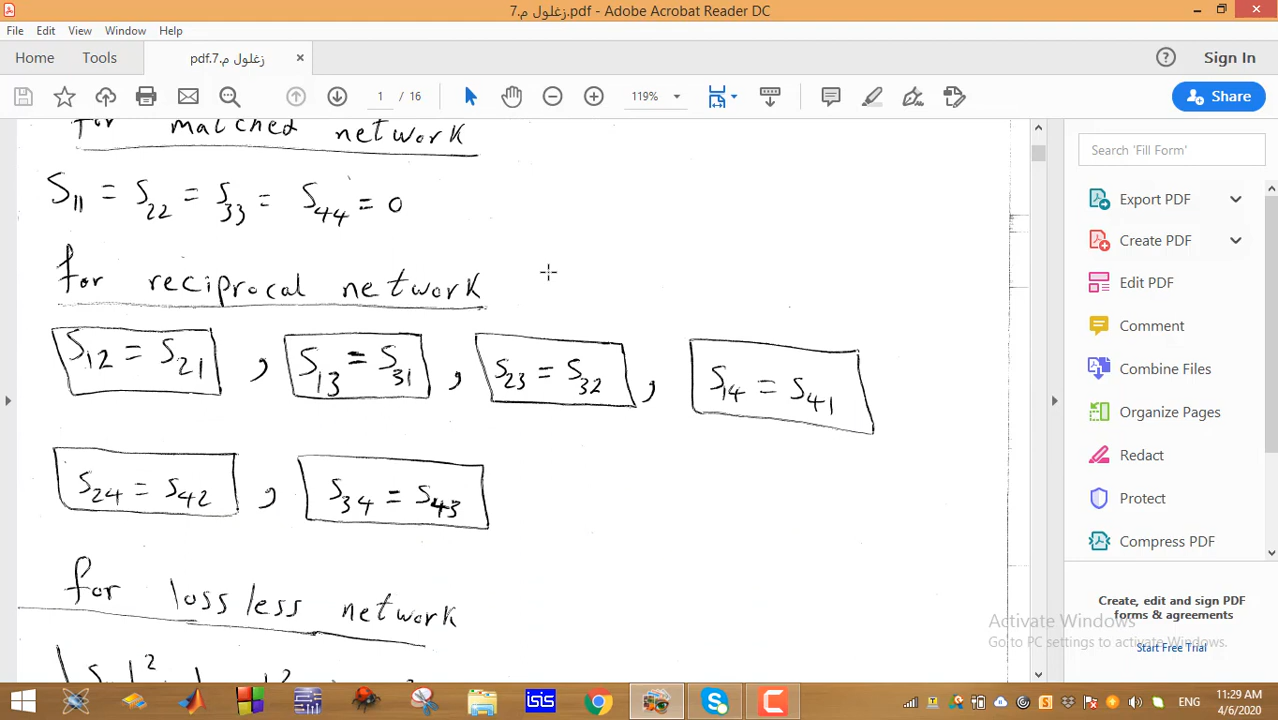 زغلول م.7.pdf - Adobe Acrobat Reader DC
File Edit View Window Help
Home Tools زغلول م.7.pdf × Sign In
1 / 16 119% Share
for matched network
S11 = S22 = S33 = S44 = 0
for reciprocal network
S12 = S21 , S13 = S31 , S23 = S32 , S14 = S41
S24 = S42 , S34 = S43
for loss less network
Search 'Fill Form'
Export PDF
Create PDF
Edit PDF
Comment
Combine Files
Organize Pages
Redact
Protect
Compress PDF
Create, edit and sign PDF
forms & agreements
Start Free Trial
Activate Windows
Go to PC settings to activate Windows.
isis
ENG
11:29 AM
4/6/2020